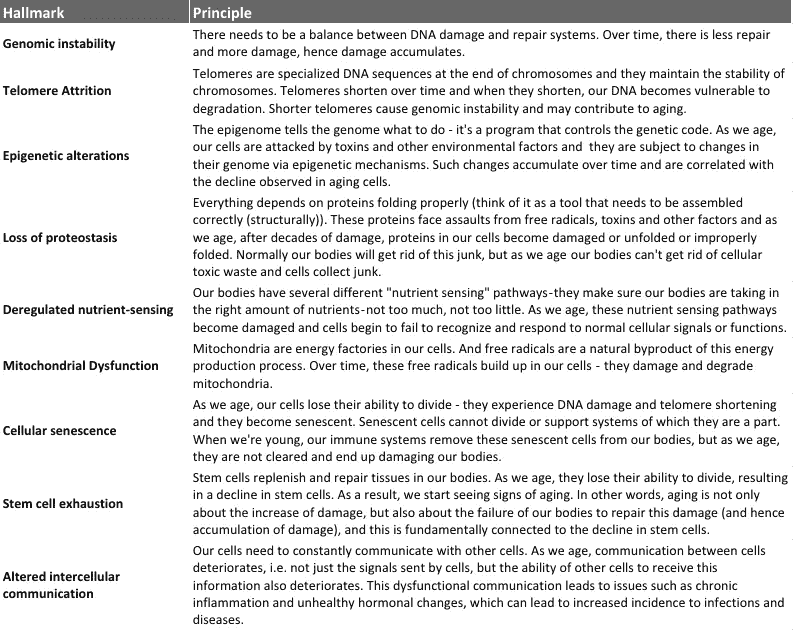 Hallmark Principle
Genomic instability
There needs to be a balance between DNA damage and repair systems. Over time, there is less repair
and more damage, hence damage accumulates.
Telomere Attrition
Telomeres are specialized DNA sequences at the end of chromosomes and they maintain the stability of
chromosomes. Telomeres shorten over time and when they shorten, our DNA becomes vulnerable to
degradation. Shorter telomeres cause genomic instability and may contribute to aging.
Epigenetic alterations
The epigenome tells the genome what to do - it's a program that controls the genetic code. As we age,
our cells are attacked by toxins and other environmental factors and they are subject to changes in
their genome via epigenetic mechanisms. Such changes accumulate over time and are correlated with
the decline observed in aging cells.
Loss of proteostasis
Everything depends on proteins folding properly (think of it as a tool that needs to be assembled
correctly (structurally)). These proteins face assaults from free radicals, toxins and other factors and as
we age, after decades of damage, proteins in our cells become damaged or unfolded or improperly
folded. Normally our bodies will get rid of this junk, but as we age our bodies can't get rid of cellular
toxic waste and cells collect junk.
Deregulated nutrient-sensing
Our bodies have several different "nutrient sensing" pathways-they make sure our bodies are taking in
the right amount of nutrients-not too much, not too little. As we age, these nutrient sensing pathways
become damaged and cells begin to fail to recognize and respond to normal cellular signals or functions.
Mitochondrial Dysfunction
Mitochondria are energy factories in our cells. And free radicals are a natural byproduct of this energy
production process. Over time, these free radicals build up in our cells - they damage and degrade
mitochondria.
Cellular senescence
As we age, our cells lose their ability to divide - they experience DNA damage and telomere shortening
and they become senescent. Senescent cells cannot divide or support systems of which they are a part.
When we're young, our immune systems remove these senescent cells from our bodies, but as we age,
they are not cleared and end up damaging our bodies.
Stem cell exhaustion
Stem cells replenish and repair tissues in our bodies. As we age, they lose their ability to divide, resulting
in a decline in stem cells. As a result, we start seeing signs of aging. In other words, aging is not only
about the increase of damage, but also about the failure of our bodies to repair this damage (and hence
accumulation of damage), and this is fundamentally connected to the decline in stem cells.
Altered intercellular
communication
Our cells need to constantly communicate with other cells. As we age, communication between cells
deteriorates, i.e. not just the signals sent by cells, but the ability of other cells to receive this
information also deteriorates. This dysfunctional communication leads to issues such as chronic
inflammation and unhealthy hormonal changes, which can lead to increased incidence to infections and
diseases.